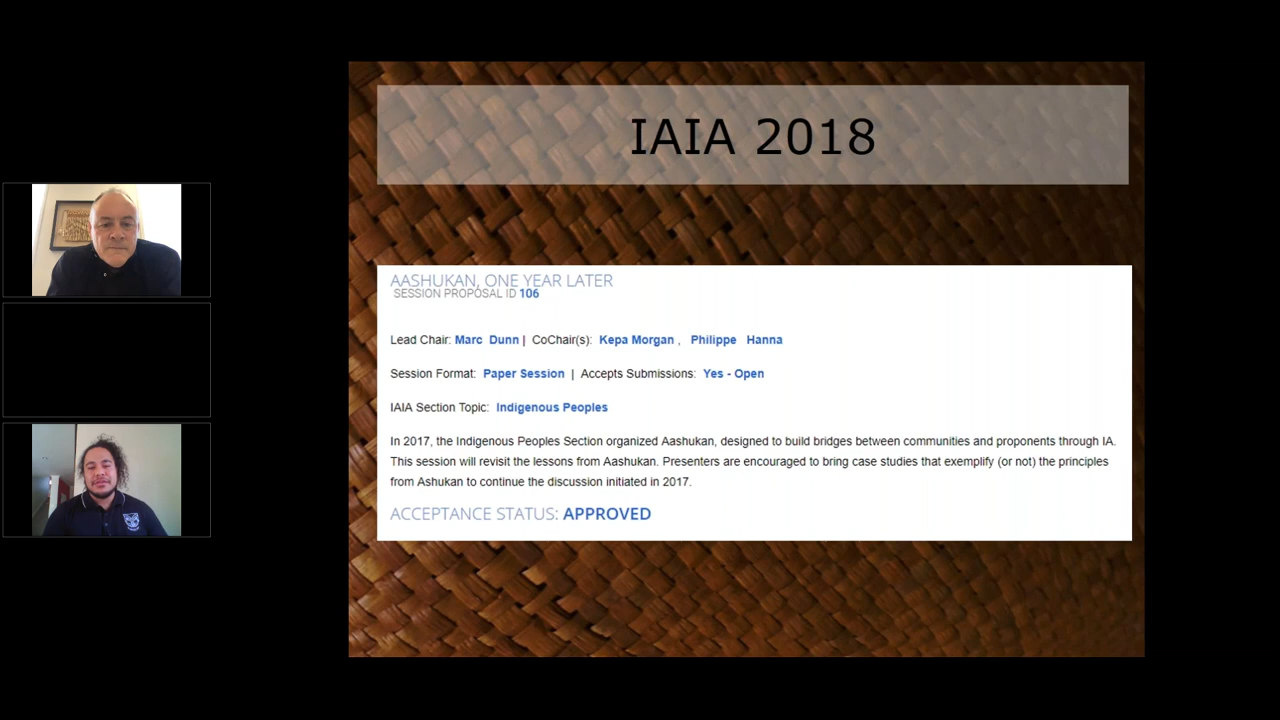 IAIA 2018
AASHUKAN, ONE YEAR LATER
SESSION PROPOSAL ID 106
Lead Chair: Marc Dunn | CoChair(s): Kepa Morgan , Philippe Hanna
Session Format: Paper Session | Accepts Submissions: Yes - Open
IAIA Section Topic: Indigenous Peoples
In 2017, the Indigenous Peoples Section organized Aashukan, designed to build bridges between communities and proponents through IA.
This session will revisit the lessons from Aashukan. Presenters are encouraged to bring case studies that exemplify (or not) the principles
from Ashukan to continue the discussion initiated in 2017.
ACCEPTANCE STATUS: APPROVED